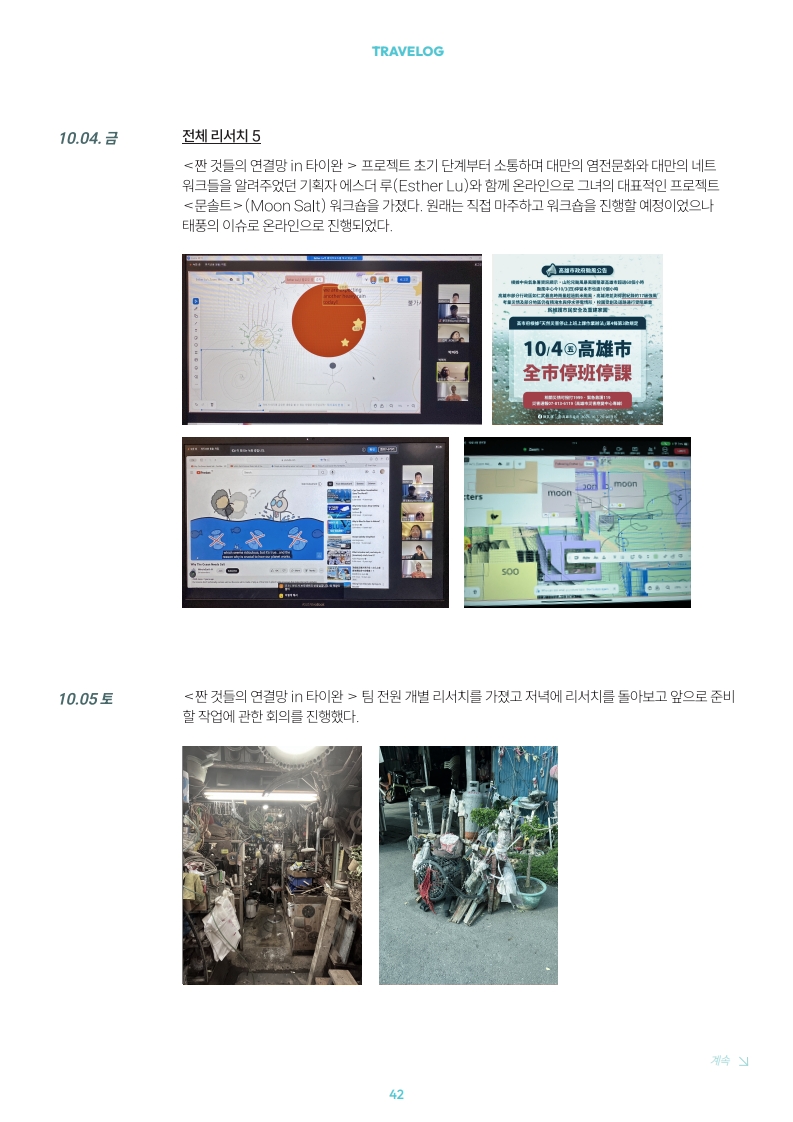 TRAVELOG
10.04. 금
전체 리서치 5
<짠 것들의 연결망 in 타이완 > 프로젝트 초기 단계부터 소통하며 대만의 염전문화와 대만의 네트
워크들을 알려주었던 기획자 에스더 루(Esther Lu)와 함께 온라인으로 그녀의 대표적인 프로젝트
<문솔트>(Moon Salt) 워크숍을 가졌다. 원래는 직접 마주하고 워크숍을 진행할 예정이었으나
태풍의 이슈로 온라인으로 진행되었다.
高雄市政府颱風公告
10/4㊄高雄市
全市停班停課
moon
moon
soo
Why The Ocean Needs Salt
10.05 토
<짠 것들의 연결망 in 타이완 > 팀 전원 개별 리서치를 가졌고 저녁에 리서치를 돌아보고 앞으로 준비
할 작업에 관한 회의를 진행했다.
계속
42